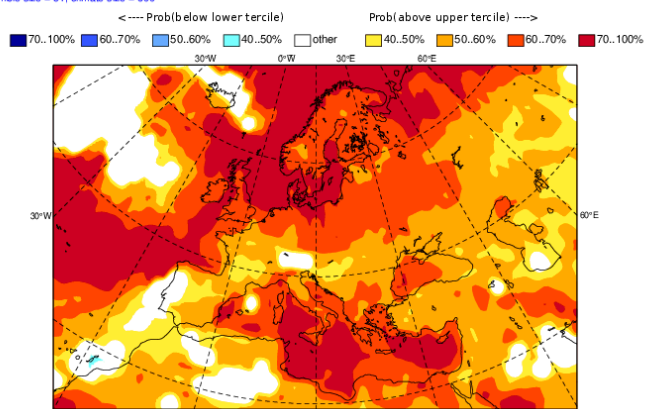 <---- Prob(below lower tercile)
Prob(above upper tercile) ---->
70..100%
60..70%
50..60%
40..50%
other
40..50%
50..60%
60..70%
70..100%
30°W
0°W
30°E
60°E
30°W
60°E